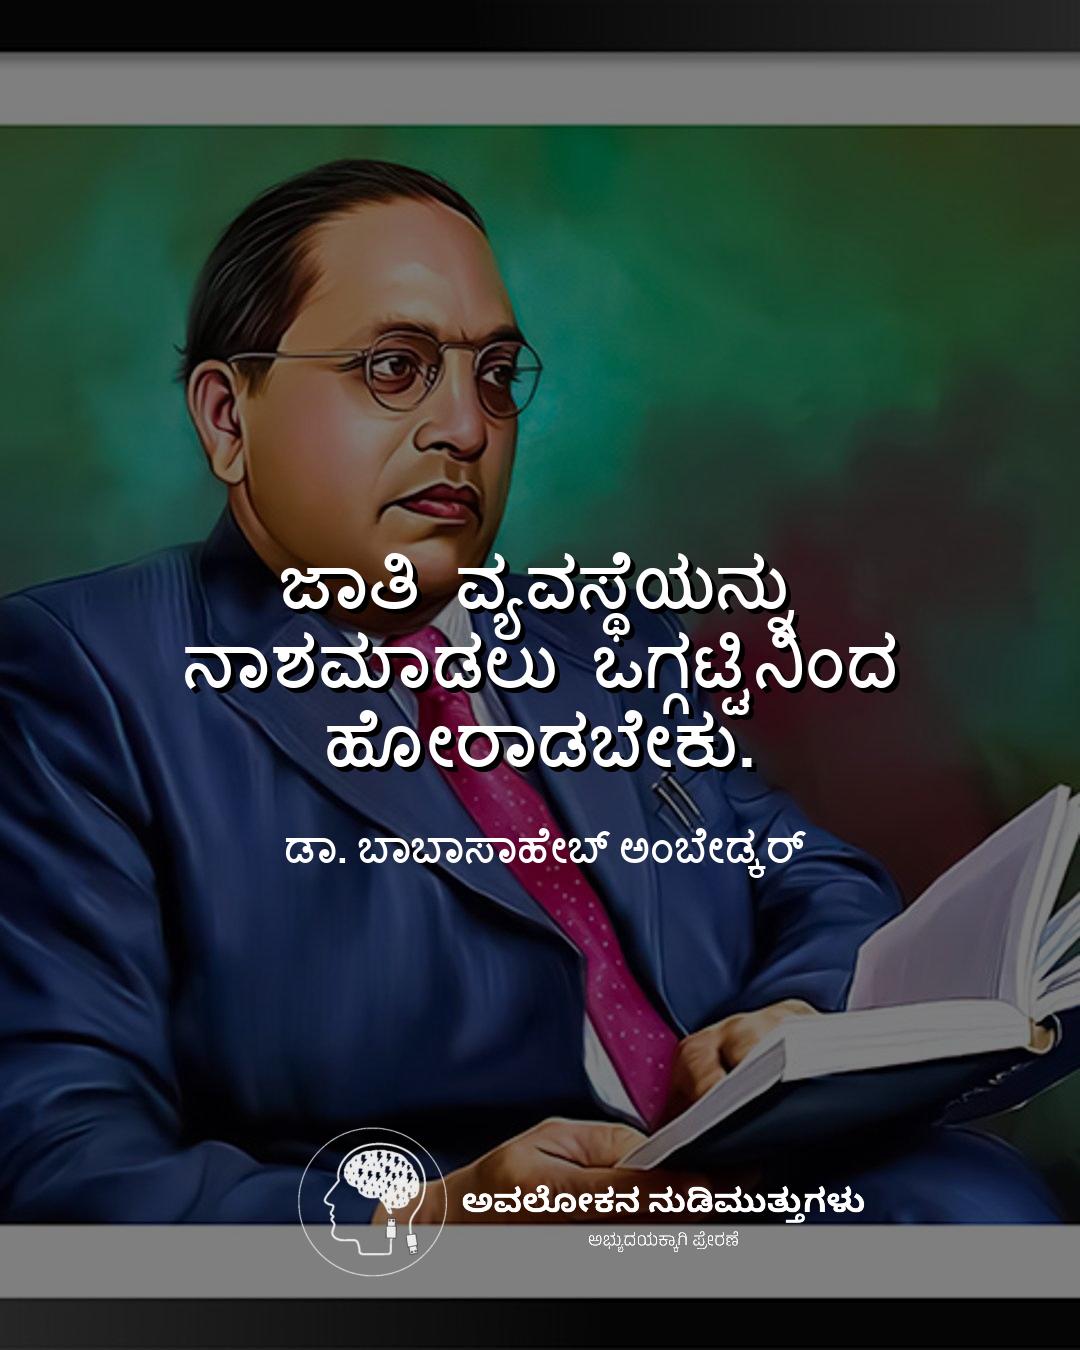 ಜಾತಿ ವ್ಯವಸ್ಥೆಯನ್ನು
ನಾಶಮಾಡಲು ಒಗ್ಗಟ್ಟಿನಿಂದ
ಹೋರಾಡಬೇಕು.
ಡಾ. ಬಾಬಾಸಾಹೇಬ್ ಅಂಬೇಡ್ಕರ್
ಅವಲೋಕನ ನುಡಿಮುತ್ತುಗಳು
ಅಭ್ಯುದಯಕ್ಕಾಗಿ ಪ್ರೇರಣೆ